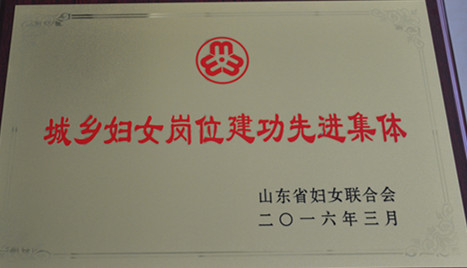 城乡妇女岗位建功先进集体
山东省妇女联合会
二〇一六年三月